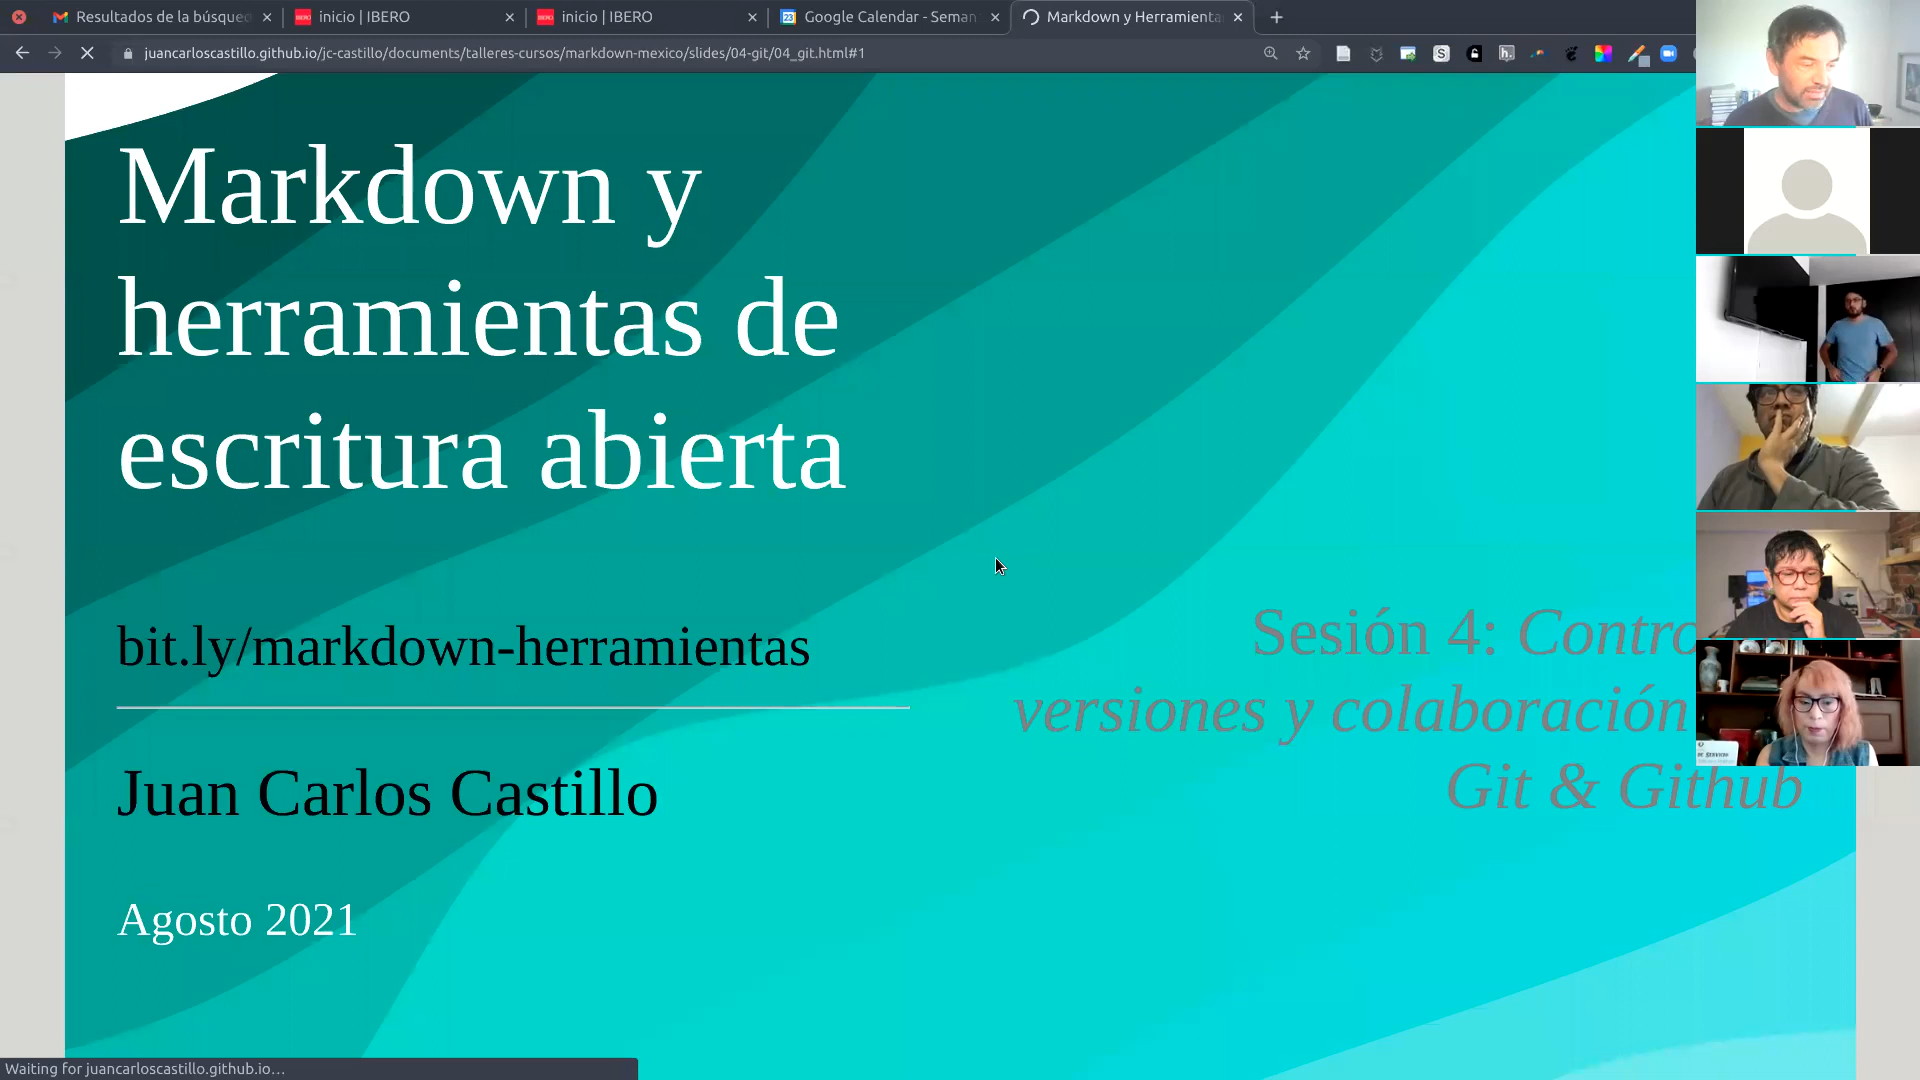 Resultados de la búsqued
inicio | IBERO
inicio | IBERO
Google Calendar - Seman
Markdown y Herramienta
juancarloscastillo.github.io/jc-castillo/documents/talleres-cursos/markdown-mexico/slides/04-git/04_git.html#1
Markdown y
herramientas de
escritura abierta
bit.ly/markdown-herramientas
Juan Carlos Castillo
Agosto 2021
Sesión 4: Contro
versiones y colaboración
Git & Github
Waiting for juancarloscastillo.github.io...